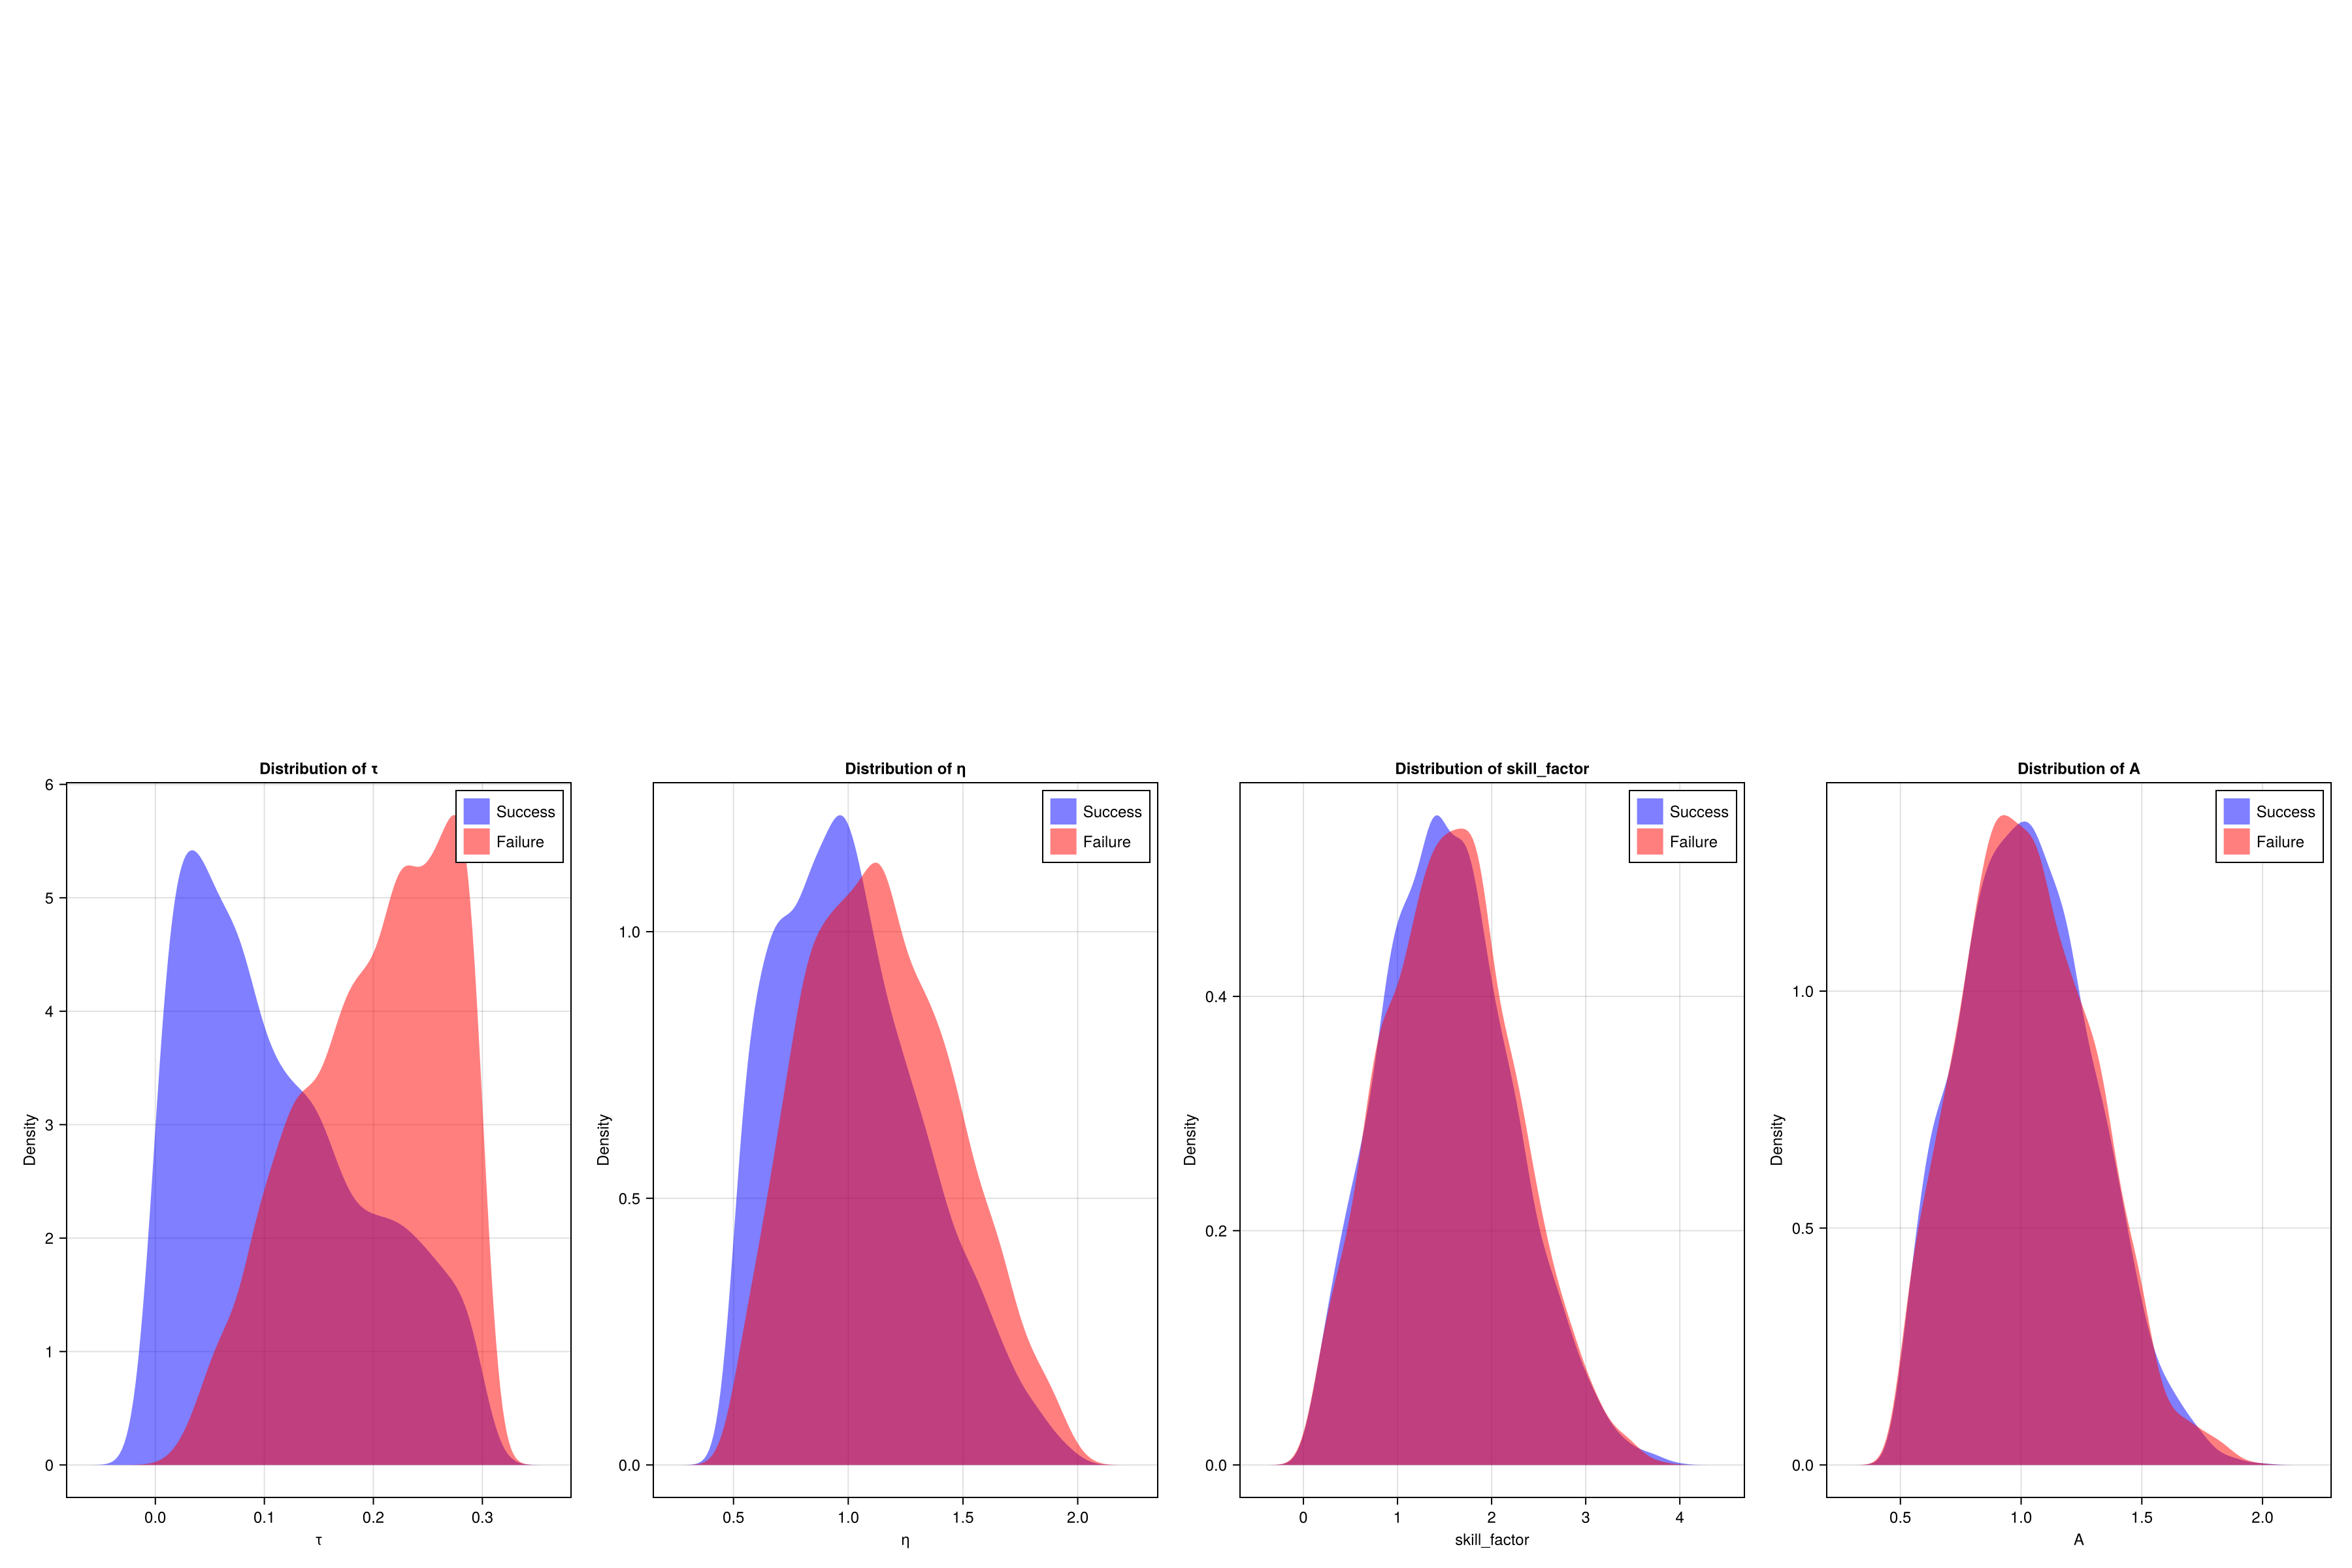 Distribution of τ
6
5
4
3
2
1
0
Density
Success
Failure
0.0 0.1 0.2 0.3
τ
Distribution of η
1.0
0.5
0.0
Density
Success
Failure
0.5 1.0 1.5 2.0
η
Distribution of skill_factor
0.4
0.2
0.0
Density
Success
Failure
0 1 2 3 4
skill_factor
Distribution of A
1.0
0.5
0.0
Density
Success
Failure
0.5 1.0 1.5 2.0
A